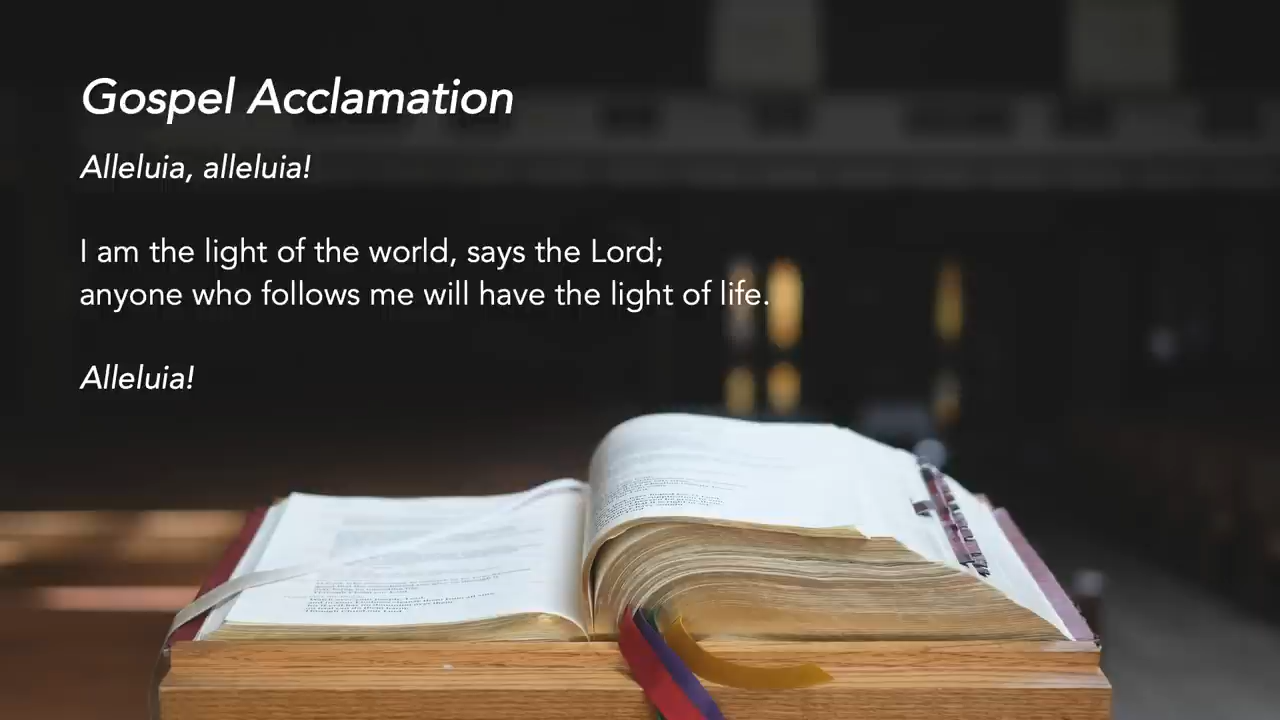 Gospel Acclamation
Alleluia, alleluia!
I am the light of the world, says the Lord;
anyone who follows me will have the light of life.
Alleluia!